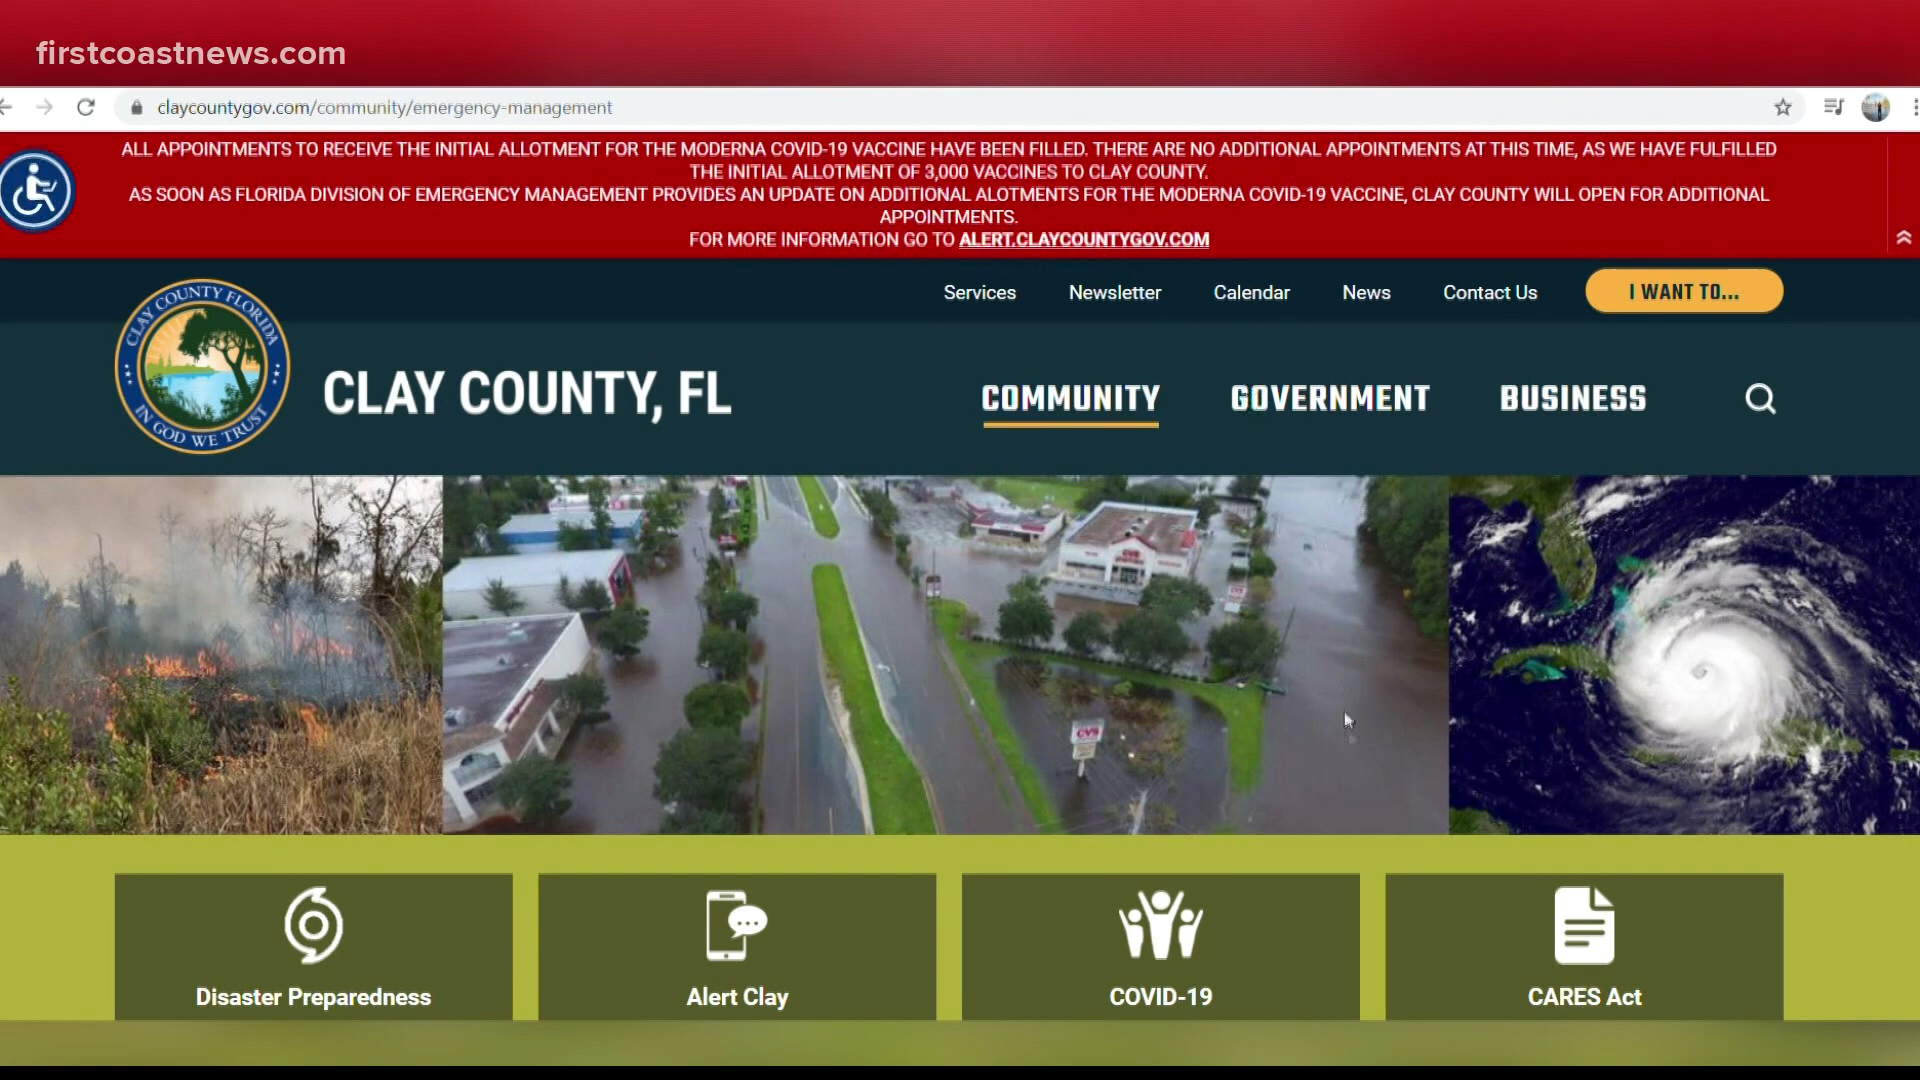 firstcoastnews.com
claycountygov.com/community/emergency-management
ALL APPOINTMENTS TO RECEIVE THE INITIAL ALLOTMENT FOR THE MODERNA COVID-19 VACCINE HAVE BEEN FILLED. THERE ARE NO ADDITIONAL APPOINTMENTS AT THIS TIME, AS WE HAVE FULFILLED
THE INITIAL ALLOTMENT OF 3,000 VACCINES TO CLAY COUNTY.
AS SOON AS FLORIDA DIVISION OF EMERGENCY MANAGEMENT PROVIDES AN UPDATE ON ADDITIONAL ALOTMENTS FOR THE MODERNA COVID-19 VACCINE, CLAY COUNTY WILL OPEN FOR ADDITIONAL
APPOINTMENTS.
FOR MORE INFORMATION GO TO ALERT.CLAYCOUNTYGOV.COM
Services Newsletter Calendar News Contact Us I WANT TO...
CLAY COUNTY FLORIDA
IN GOD WE TRUST
CLAY COUNTY, FL
COMMUNITY GOVERNMENT BUSINESS
CVS
CVS
Disaster Preparedness Alert Clay COVID-19 CARES Act